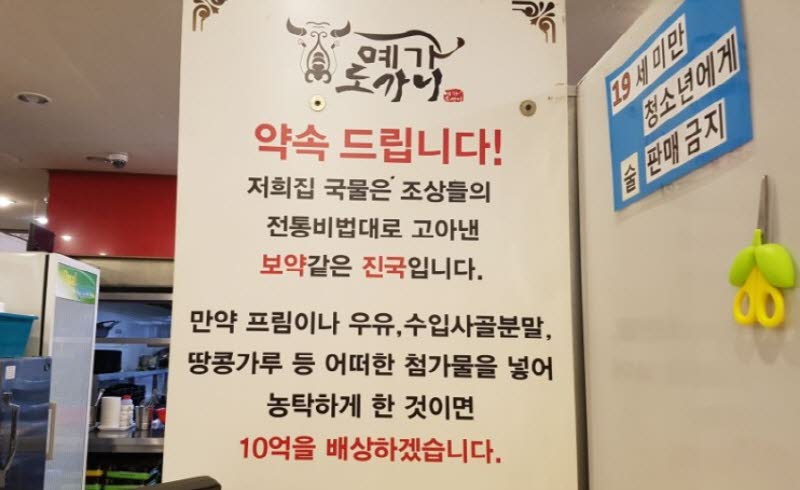 몌가
도가니
약속 드립니다!
저희집 국물은 조상들의
전통비법대로 고아낸
보약같은 진국입니다.
만약 프림이나 우유,수입사골분말,
땅콩가루 등 어떠한 첨가물을 넣어
농탁하게 한 것이면
10억을 배상하겠습니다.
19세 미만
청소년에게
술 판매 금지